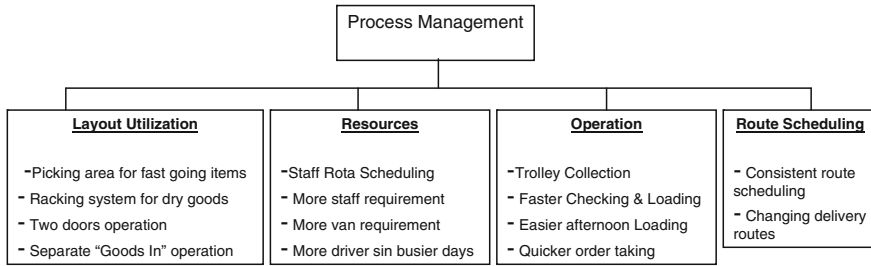 Process Management
Layout Utilization
-Picking area for fast going items
- Racking system for dry goods
- Two doors operation
- Separate “Goods In” operation
Resources
-Staff Rota Scheduling
- More staff requirement
- More van requirement
- More driver sin busier days
Operation
-Trolley Collection
- Faster Checking & Loading
- Easier afternoon Loading
- Quicker order taking
Route Scheduling
- Consistent route
scheduling
- Changing delivery
routes